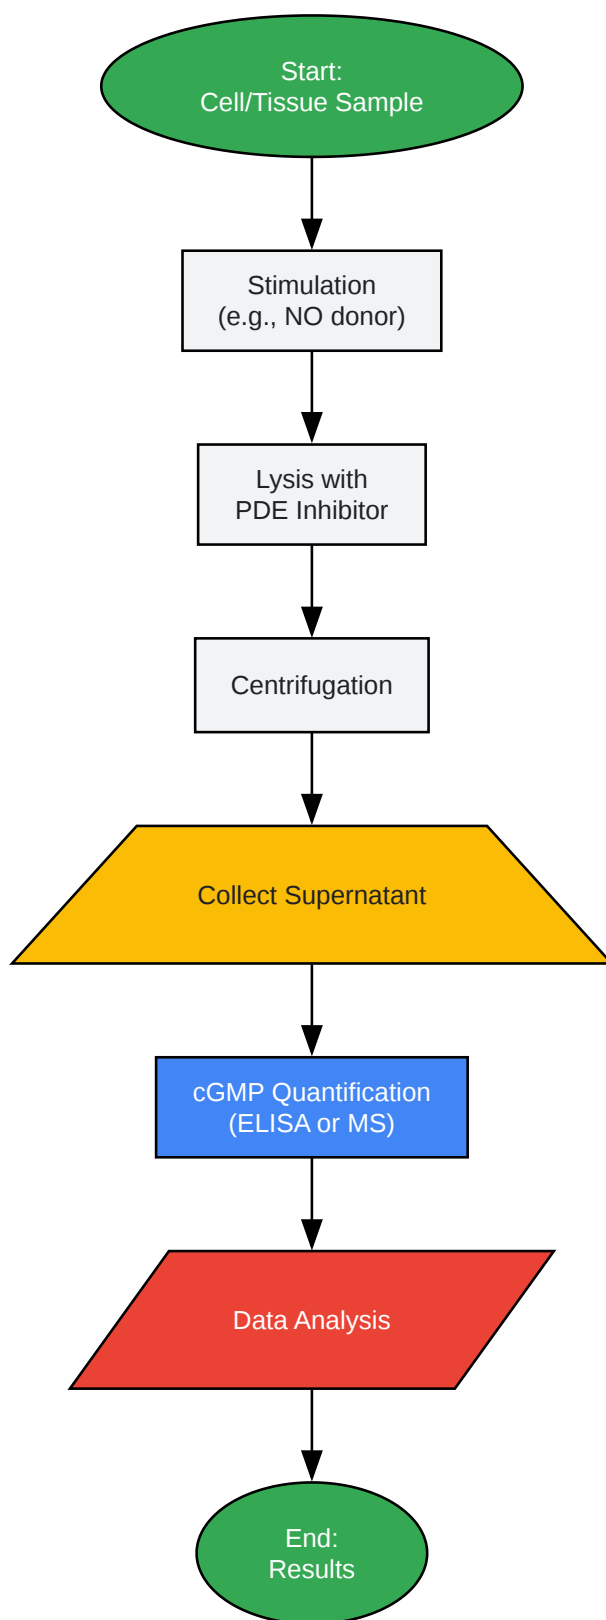 Start:
Cell/Tissue Sample
Stimulation
(e.g., NO donor)
Lysis with
PDE Inhibitor
Centrifugation
Collect Supernatant
cGMP Quantification
(ELISA or MS)
Data Analysis
End:
Results